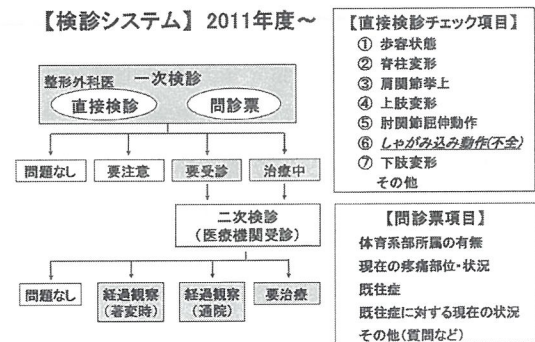 【検診システム】 2011年度～
整形外科医 一次検診
直接検診 問診票
問題なし 要注意 要受診 治療中
二次検診
(医療機関受診)
問題なし 経過観察(著変時) 経過観察(通院) 要治療
【直接検診チェック項目】
① 歩容状態
② 脊柱変形
③ 肩関節挙上
④ 上肢変形
⑤ 肘関節屈伸動作
⑥ しゃがみ込み動作(不全)
⑦ 下肢変形
その他
【問診票項目】
体育系部所属の有無
現在の疼痛部位・状況
既往症
既往症に対する現在の状況
その他(質問など)